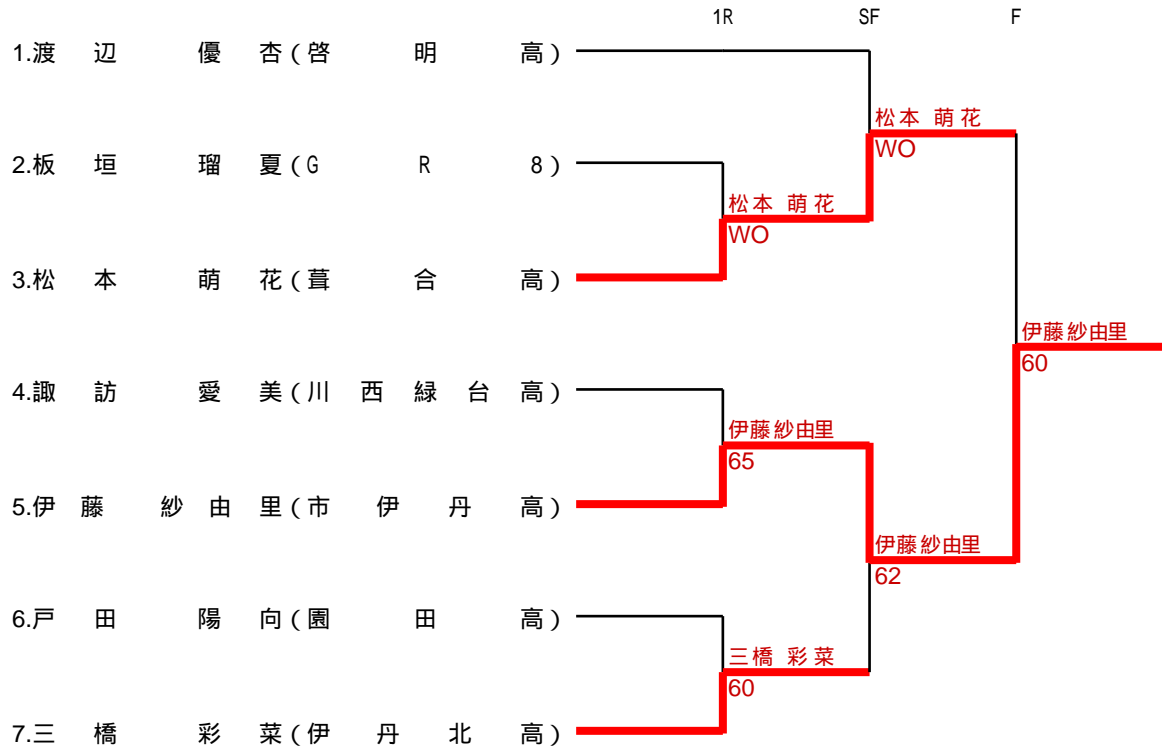 1R SF F
1.渡辺 優杏(啓明高)
松本 萌花
WO
2.板垣 瑠夏(GR8)
松本 萌花
WO
3.松本 萌花(葺合高)
伊藤紗由里
60
4.諏訪 愛美(川西緑台高)
伊藤紗由里
65
5.伊藤 紗由里(市伊丹高)
伊藤紗由里
62
6.戸田 陽向(園田高)
三橋 彩菜
60
7.三橋 彩菜(伊丹北高)